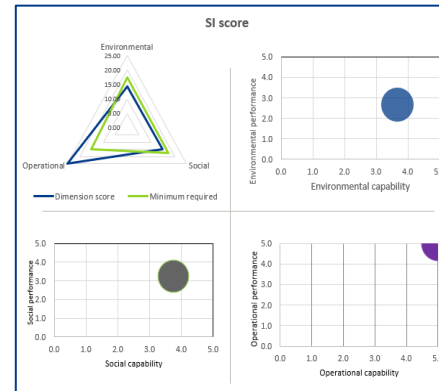 SI score
Environmental
25.00
20.00
15.00
10.00
5.00
0.00
Operational
Social
Dimension score
Minimum required
Environmental performance
5.0
4.0
3.0
2.0
1.0
0.0
0.0 1.0 2.0 3.0 4.0 5.0
Environmental capability
Social performance
5.0
4.0
3.0
2.0
1.0
0.0
0.0 1.0 2.0 3.0 4.0 5.0
Social capability
Operational performance
5.0
4.0
3.0
2.0
1.0
0.0
0.0 1.0 2.0 3.0 4.0 5.0
Operational capability